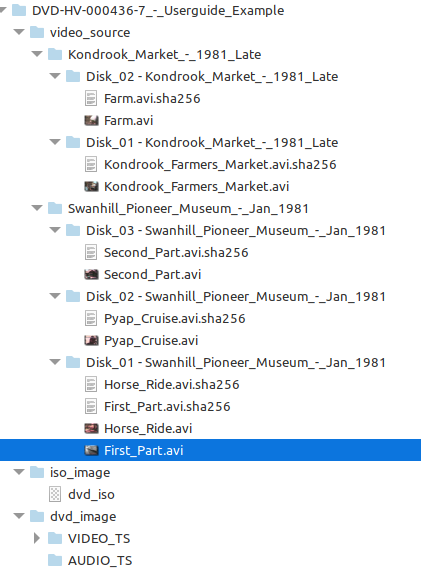 DVD-HV-000436-7_-_Userguide_Example
video_source
Kondrook_Market_-_1981_Late
Disk_02 - Kondrook_Market_-_1981_Late
Farm.avi.sha256
Farm.avi
Disk_01 - Kondrook_Market_-_1981_Late
Kondrook_Farmers_Market.avi.sha256
Kondrook_Farmers_Market.avi
Swanhill_Pioneer_Museum_-_Jan_1981
Disk_03 - Swanhill_Pioneer_Museum_-_Jan_1981
Second_Part.avi.sha256
Second_Part.avi
Disk_02 - Swanhill_Pioneer_Museum_-_Jan_1981
Pyap_Cruise.avi.sha256
Pyap_Cruise.avi
Disk_01 - Swanhill_Pioneer_Museum_-_Jan_1981
Horse_Ride.avi.sha256
First_Part.avi.sha256
Horse_Ride.avi
First_Part.avi
iso_image
dvd_iso
dvd_image
VIDEO_TS
AUDIO_TS